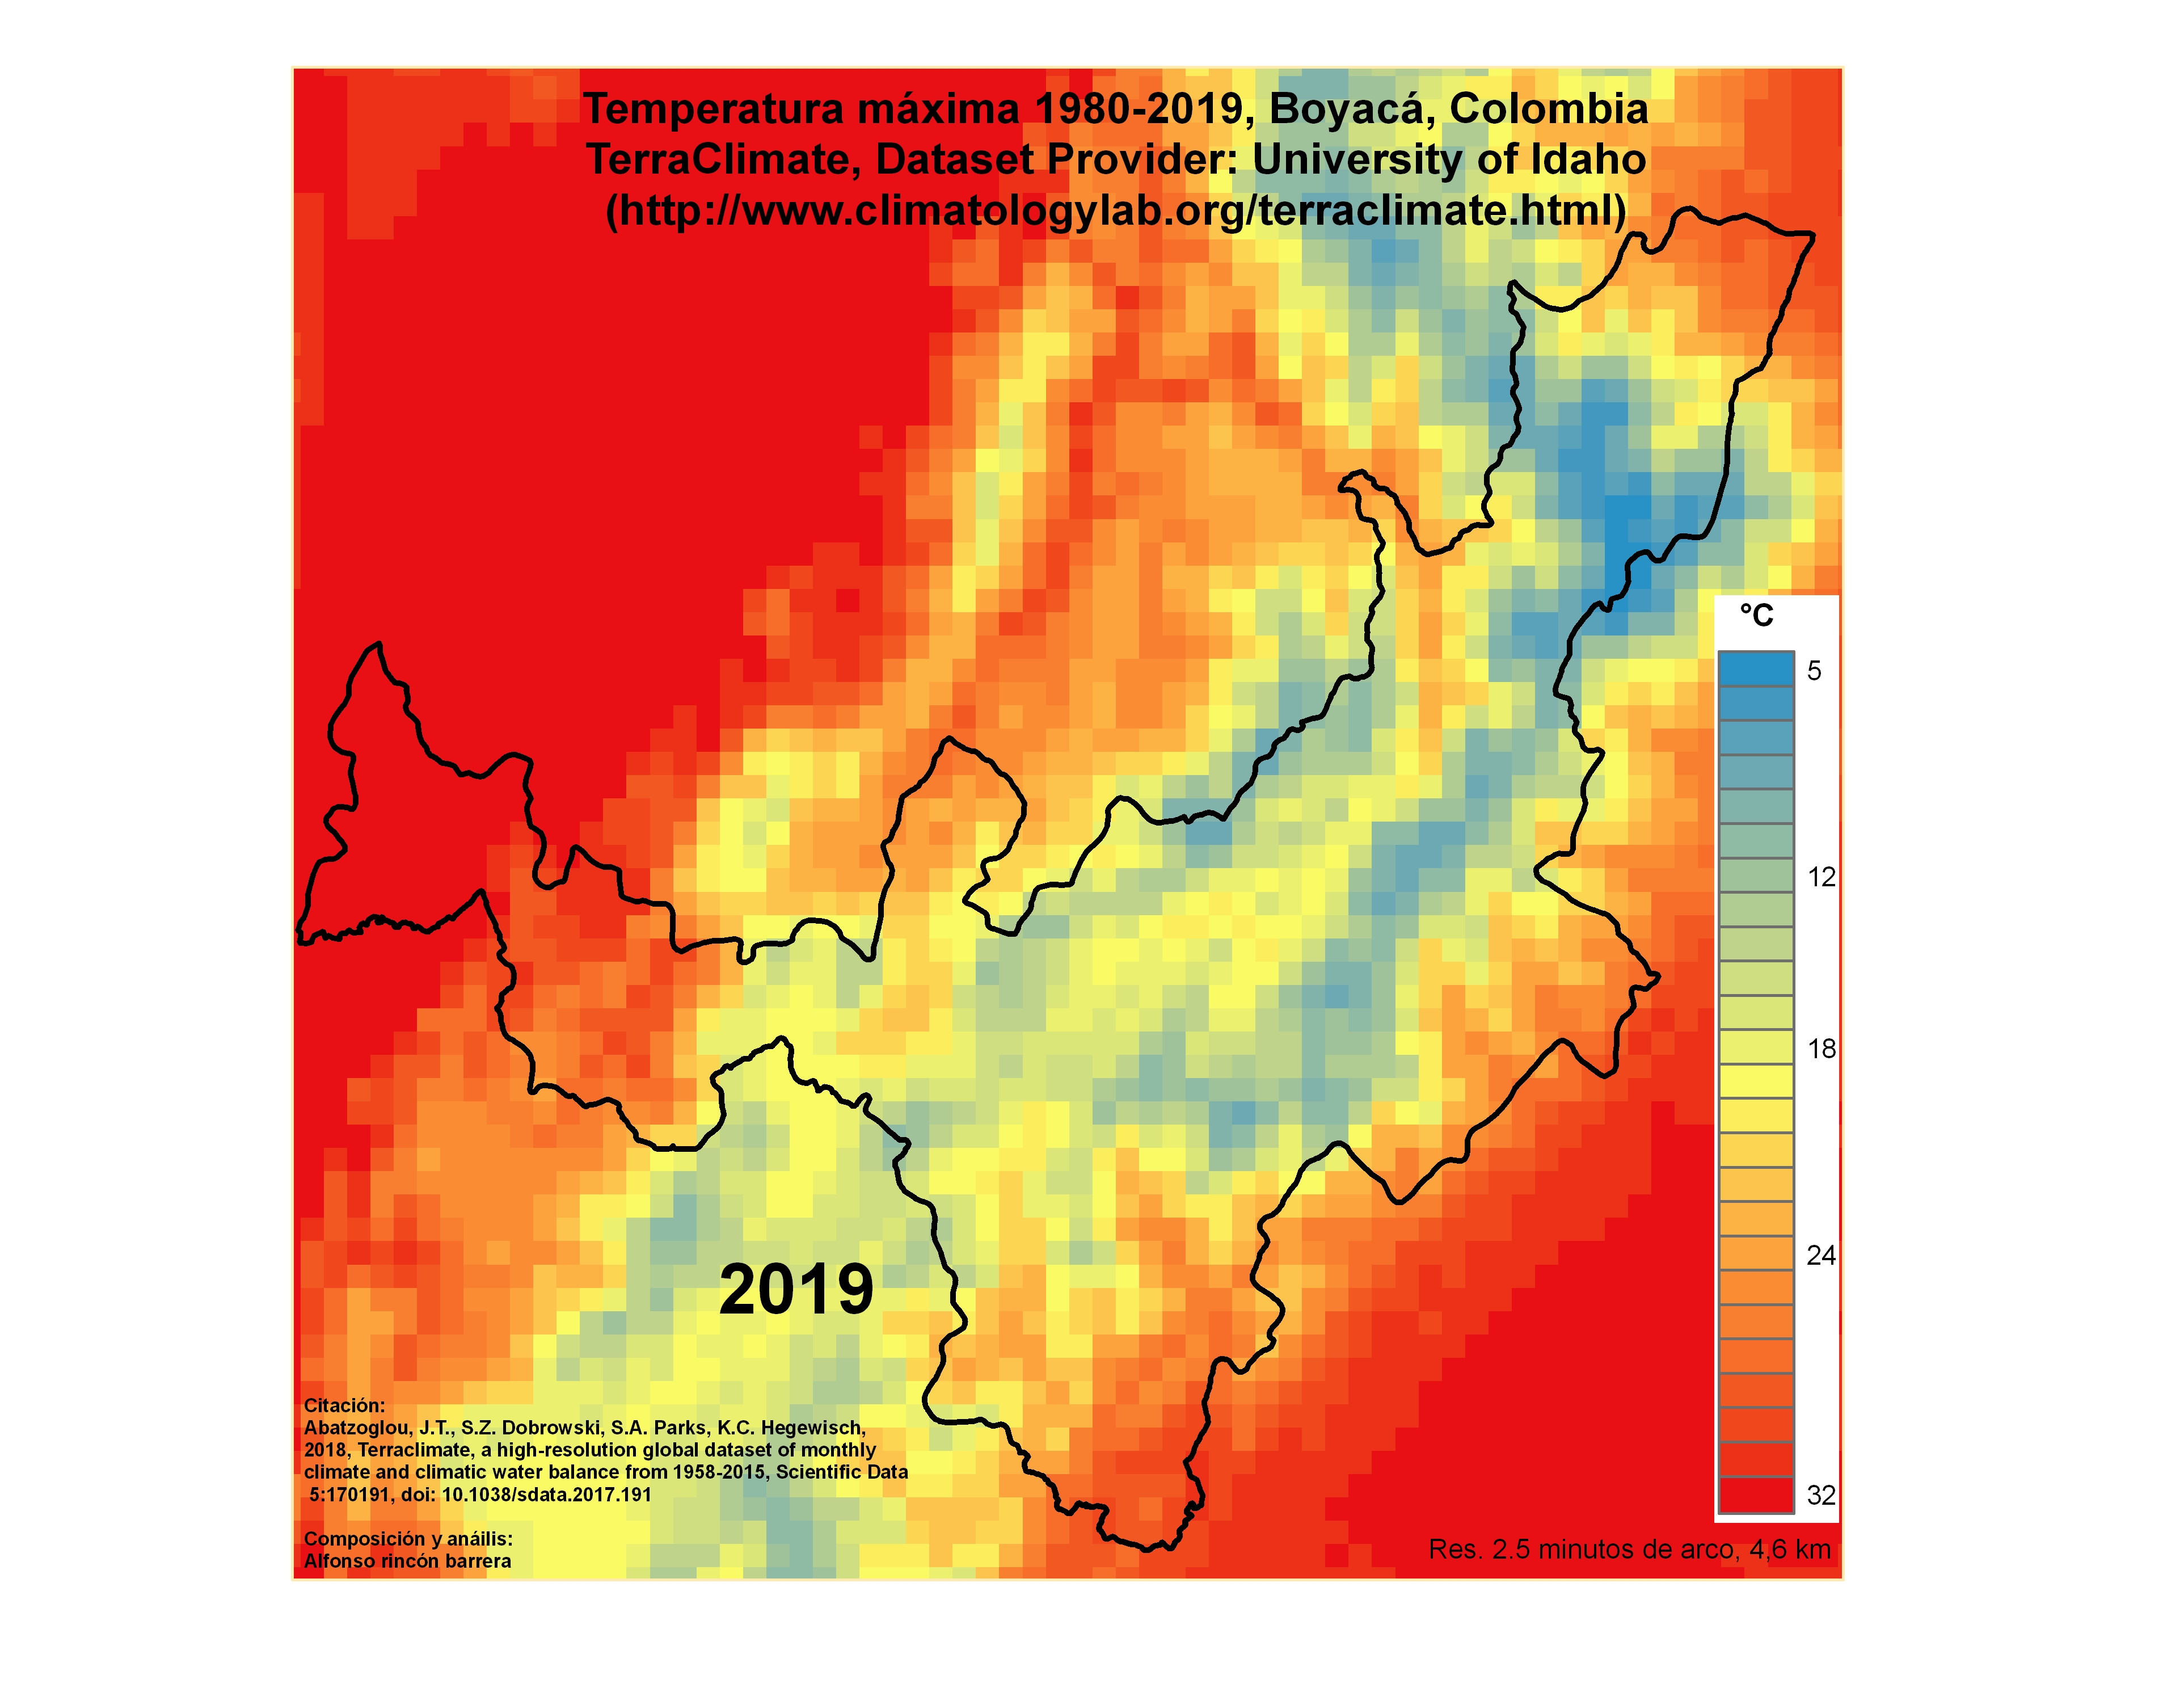 Temperatura máxima 1980-2019, Boyacá, Colombia
TerraClimate, Dataset Provider: University of Idaho
(http://www.climatologylab.org/terraclimate.html)
ºC
5
12
18
24
32
2019
Citación:
Abatzoglou, J.T., S.Z. Dobrowski, S.A. Parks, K.C. Hegewisch,
2018, Terraclimate, a high-resolution global dataset of monthly
climate and climatic water balance from 1958-2015, Scientific Data
5:170191, doi: 10.1038/sdata.2017.191
Composición y anáilis:
Alfonso rincón barrera
Res. 2.5 minutos de arco, 4,6 km